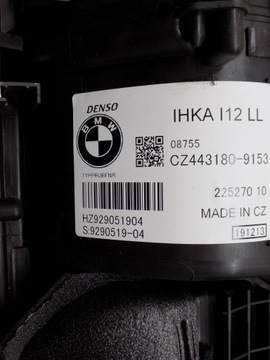 DENSO
BMW
IHKA I12 LL
08755
CZ443180-9153
TYPPRUEFNR
225270 10
HZ929051904
MADE IN CZ
S:9290519-04
191213